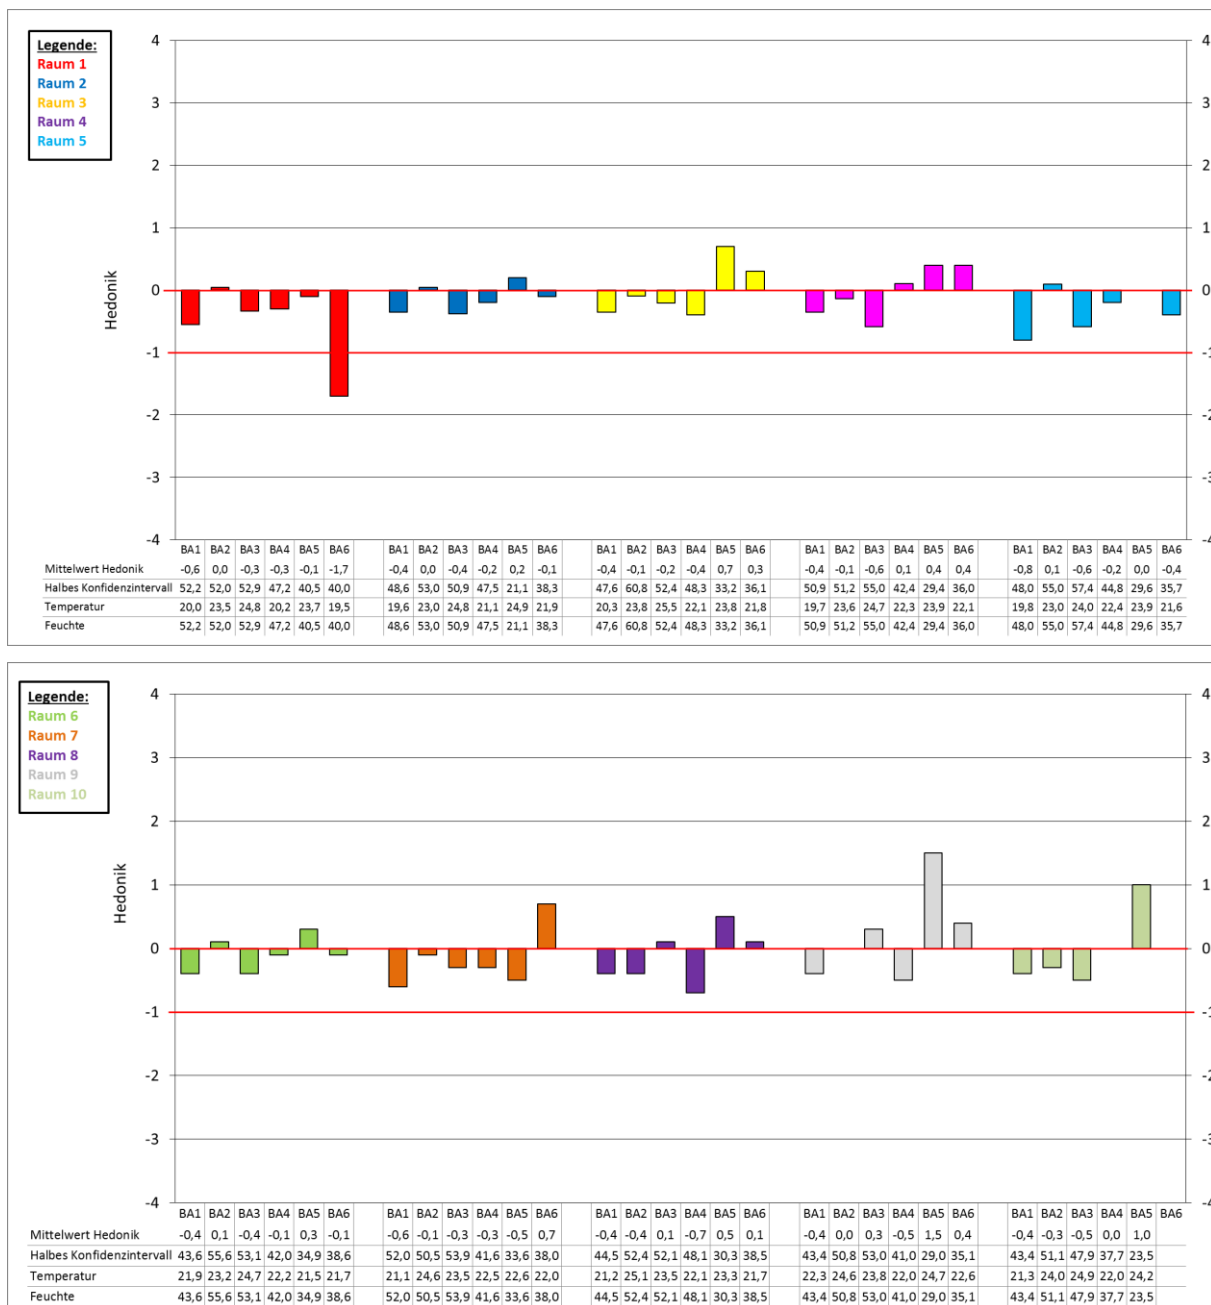 Legende:
Raum 1
Raum 2
Raum 3
Raum 4
Raum 5
Hedonik
4 4
3 3
2 2
1 1
0 0
-1 -1
-2 -2
-3 -3
-4 -4
BA1 BA2 BA3 BA4 BA5 BA6 BA1 BA2 BA3 BA4 BA5 BA6 BA1 BA2 BA3 BA4 BA5 BA6 BA1 BA2 BA3 BA4 BA5 BA6 BA1 BA2 BA3 BA4 BA5 BA6
Mittelwert Hedonik -0,6 0,0 -0,3 -0,3 -0,1 -1,7 -0,4 0,0 -0,4 -0,2 0,2 -0,1 -0,4 -0,1 -0,2 -0,4 0,7 0,3 -0,4 -0,1 -0,6 0,1 0,4 0,4 -0,8 0,1 -0,6 -0,2 0,0 -0,4
Halbes Konfidenzintervall 52,2 52,0 52,9 47,2 40,5 40,0 48,6 53,0 50,9 47,5 21,1 38,3 47,6 60,8 52,4 48,3 33,2 36,1 50,9 51,2 55,0 42,4 29,4 36,0 48,0 55,0 57,4 44,8 29,6 35,7
Temperatur 20,0 23,5 24,8 20,2 23,7 19,5 19,6 23,0 24,8 21,1 24,9 21,9 20,3 23,8 25,5 22,1 23,8 21,8 19,7 23,6 24,7 22,3 23,9 22,1 19,8 23,0 24,0 22,4 23,9 21,6
Feuchte 52,2 52,0 52,9 47,2 40,5 40,0 48,6 53,0 50,9 47,5 21,1 38,3 47,6 60,8 52,4 48,3 33,2 36,1 50,9 51,2 55,0 42,4 29,4 36,0 48,0 55,0 57,4 44,8 29,6 35,7
Legende:
Raum 6
Raum 7
Raum 8
Raum 9
Raum 10
Hedonik
4 4
3 3
2 2
1 1
0 0
-1 -1
-2 -2
-3 -3
-4 -4
BA1 BA2 BA3 BA4 BA5 BA6 BA1 BA2 BA3 BA4 BA5 BA6 BA1 BA2 BA3 BA4 BA5 BA6 BA1 BA2 BA3 BA4 BA5 BA6 BA1 BA2 BA3 BA4 BA5 BA6
Mittelwert Hedonik -0,4 0,1 -0,4 -0,1 0,3 -0,1 -0,6 -0,1 -0,3 -0,3 -0,5 0,7 -0,4 -0,4 0,1 -0,7 0,5 0,1 -0,4 0,0 0,3 -0,5 1,5 0,4 -0,4 -0,3 -0,5 0,0 1,0
Halbes Konfidenzintervall 43,6 55,6 53,1 42,0 34,9 38,6 52,0 50,5 53,9 41,6 33,6 38,0 44,5 52,4 52,1 48,1 30,3 38,5 43,4 50,8 53,0 41,0 29,0 35,1 43,4 51,1 47,9 37,7 23,5
Temperatur 21,9 23,2 24,7 22,2 21,5 21,7 21,1 24,6 23,5 22,5 22,6 22,0 21,2 25,1 23,5 22,1 23,3 21,7 22,3 24,6 23,8 22,0 24,7 22,6 21,3 24,0 24,9 22,0 24,2
Feuchte 43,6 55,6 53,1 42,0 34,9 38,6 52,0 50,5 53,9 41,6 33,6 38,0 44,5 52,4 52,1 48,1 30,3 38,5 43,4 50,8 53,0 41,0 29,0 35,1 43,4 51,1 47,9 37,7 23,5